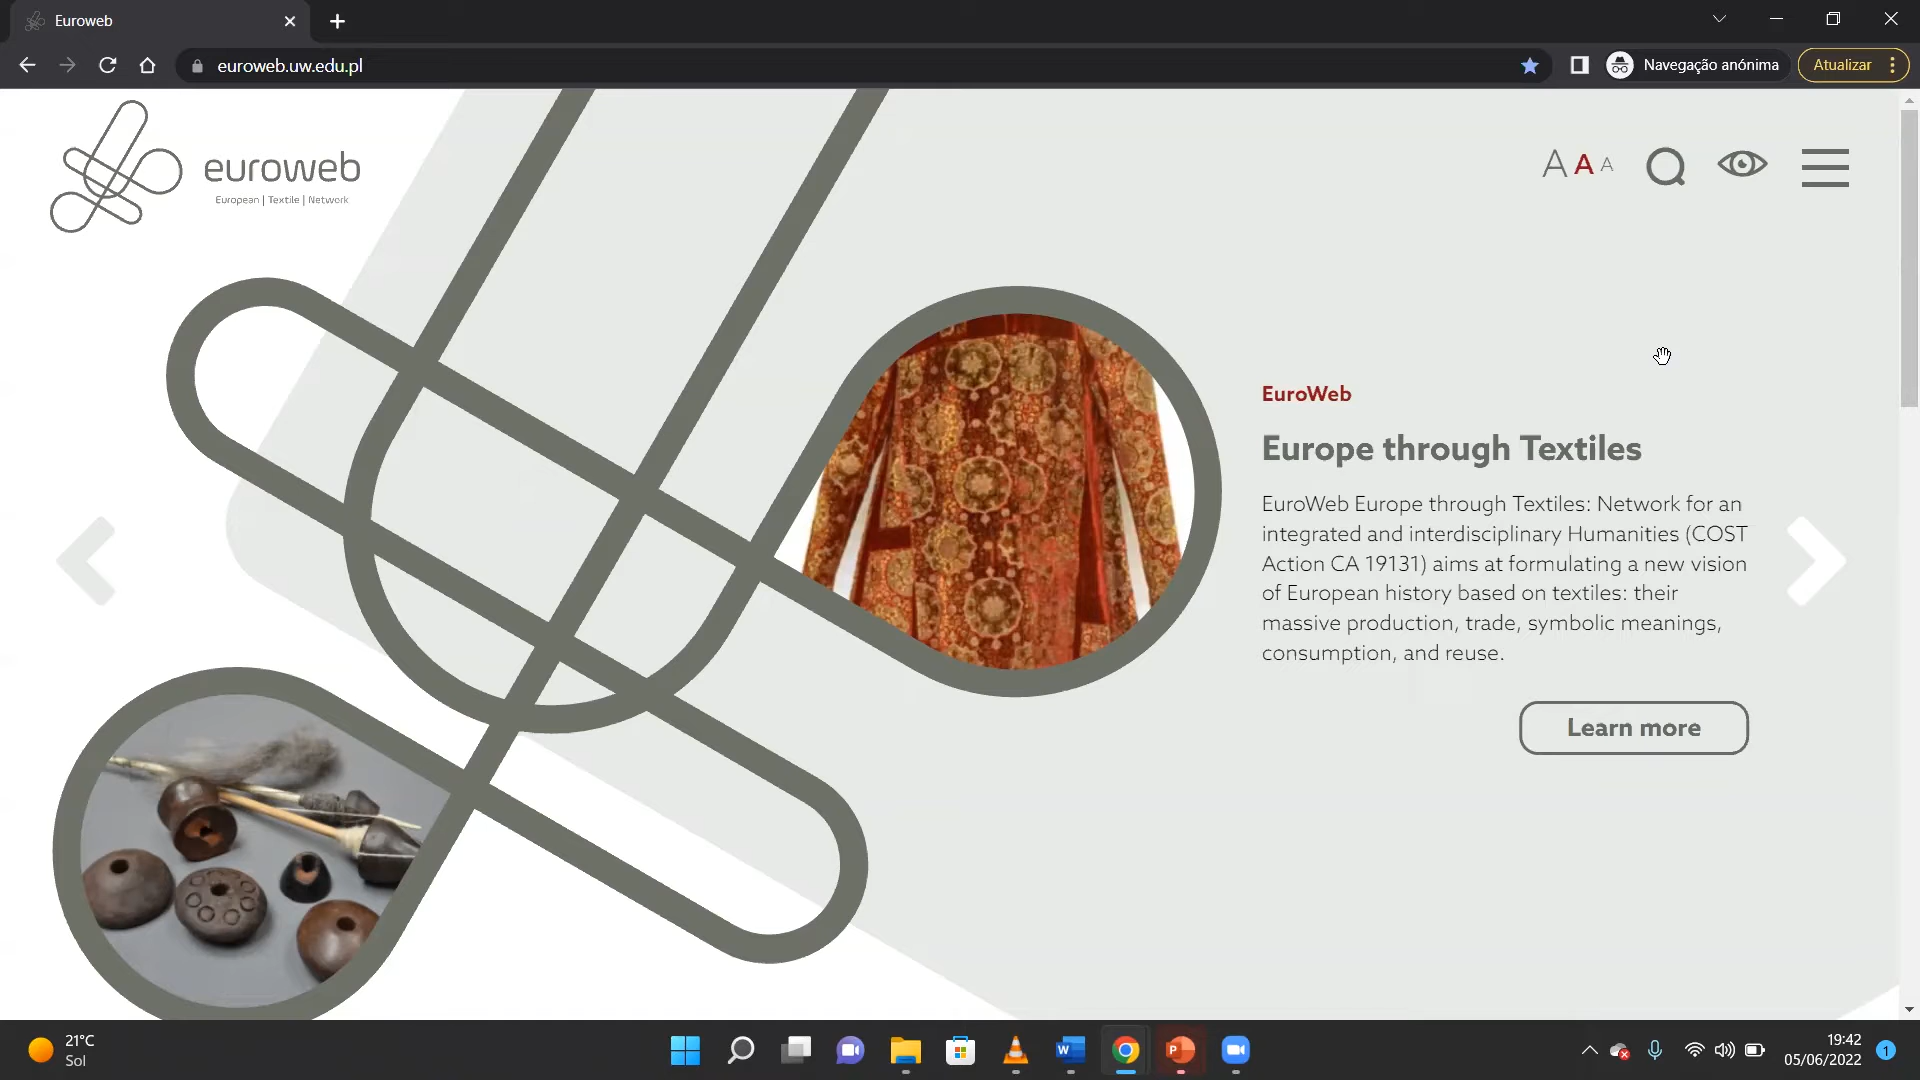 Euroweb
euroweb.uw.edu.pl
Navegação anónima
Atualizar
euroweb
European | Textile | Network
A A A
EuroWeb
Europe through Textiles
EuroWeb Europe through Textiles: Network for an
integrated and interdisciplinary Humanities (COST
Action CA 19131) aims at formulating a new vision
of European history based on textiles: their
massive production, trade, symbolic meanings,
consumption, and reuse.
Learn more
21°C
Sol
19:42
05/06/2022
1